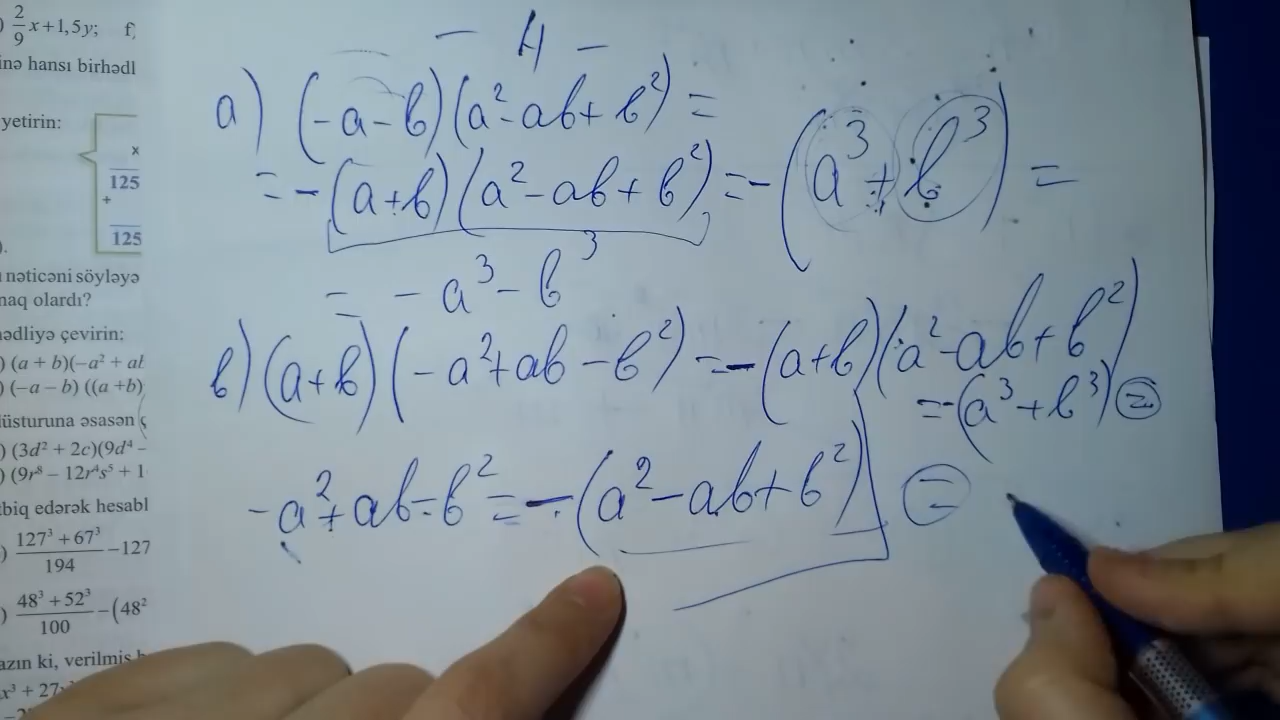 ) 2/9 x+1,5y; f)
inə hansı birhədl
yetirin:
x
125
+
125
).
nəticəni söyləyə
naq olardı?
ədliyə çevirin:
) (a + b)(–a² + ab
) (–a – b) ((a +b)
düsturuna əsasən ç
) (3d² + 2c)(9d⁴ –
) (9r⁸ – 12r⁴s⁵ + 1
tbiq edərək hesabl
) (127³ + 67³)/194 – 127
) (48³ + 52³)/100 – (48²
azın ki, verilmiş
x³ + 27
– 4 –
a) (-a-b)(a²-ab+b²)=
=-(a+b)(a²-ab+b²)=-(a³+b³)=
= -a³-b³
b) (a+b)(-a²+ab-b²)=-(a+b)(a²-ab+b²)
=-(a³+b³)=
-a²+ab-b²=-(a²-ab+b²) =